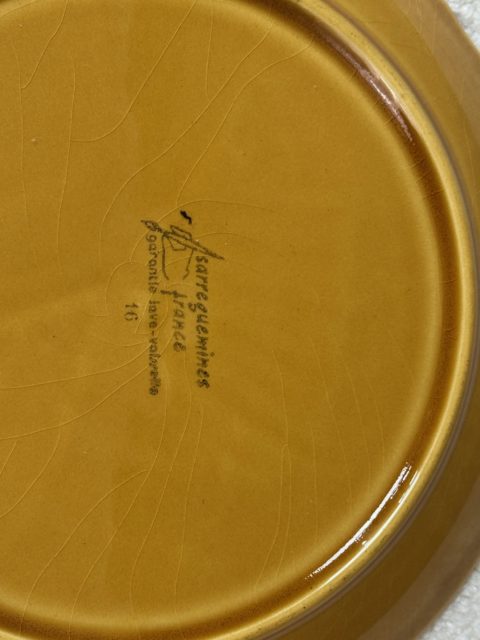 sarreguemines
france
garantie lave-vaisselle
16